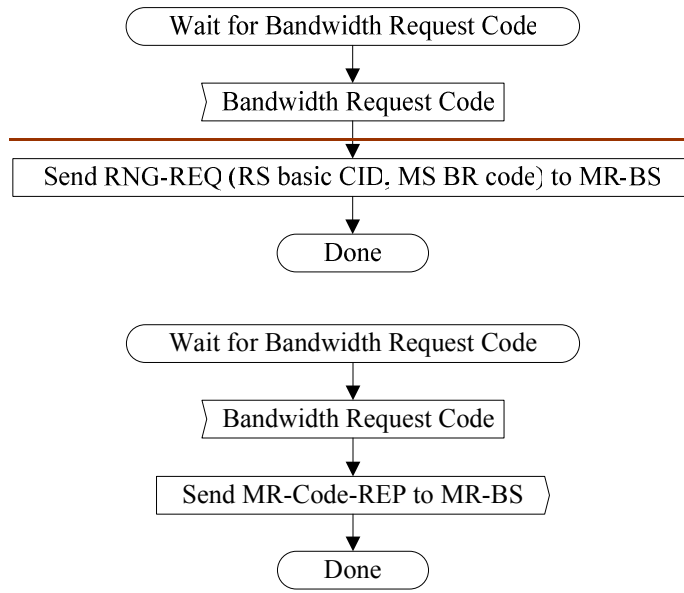 Wait for Bandwidth Request Code
Bandwidth Request Code
Send RNG-REQ (RS basic CID, MS BR code) to MR-BS
Done
Wait for Bandwidth Request Code
Bandwidth Request Code
Send MR-Code-REP to MR-BS
Done